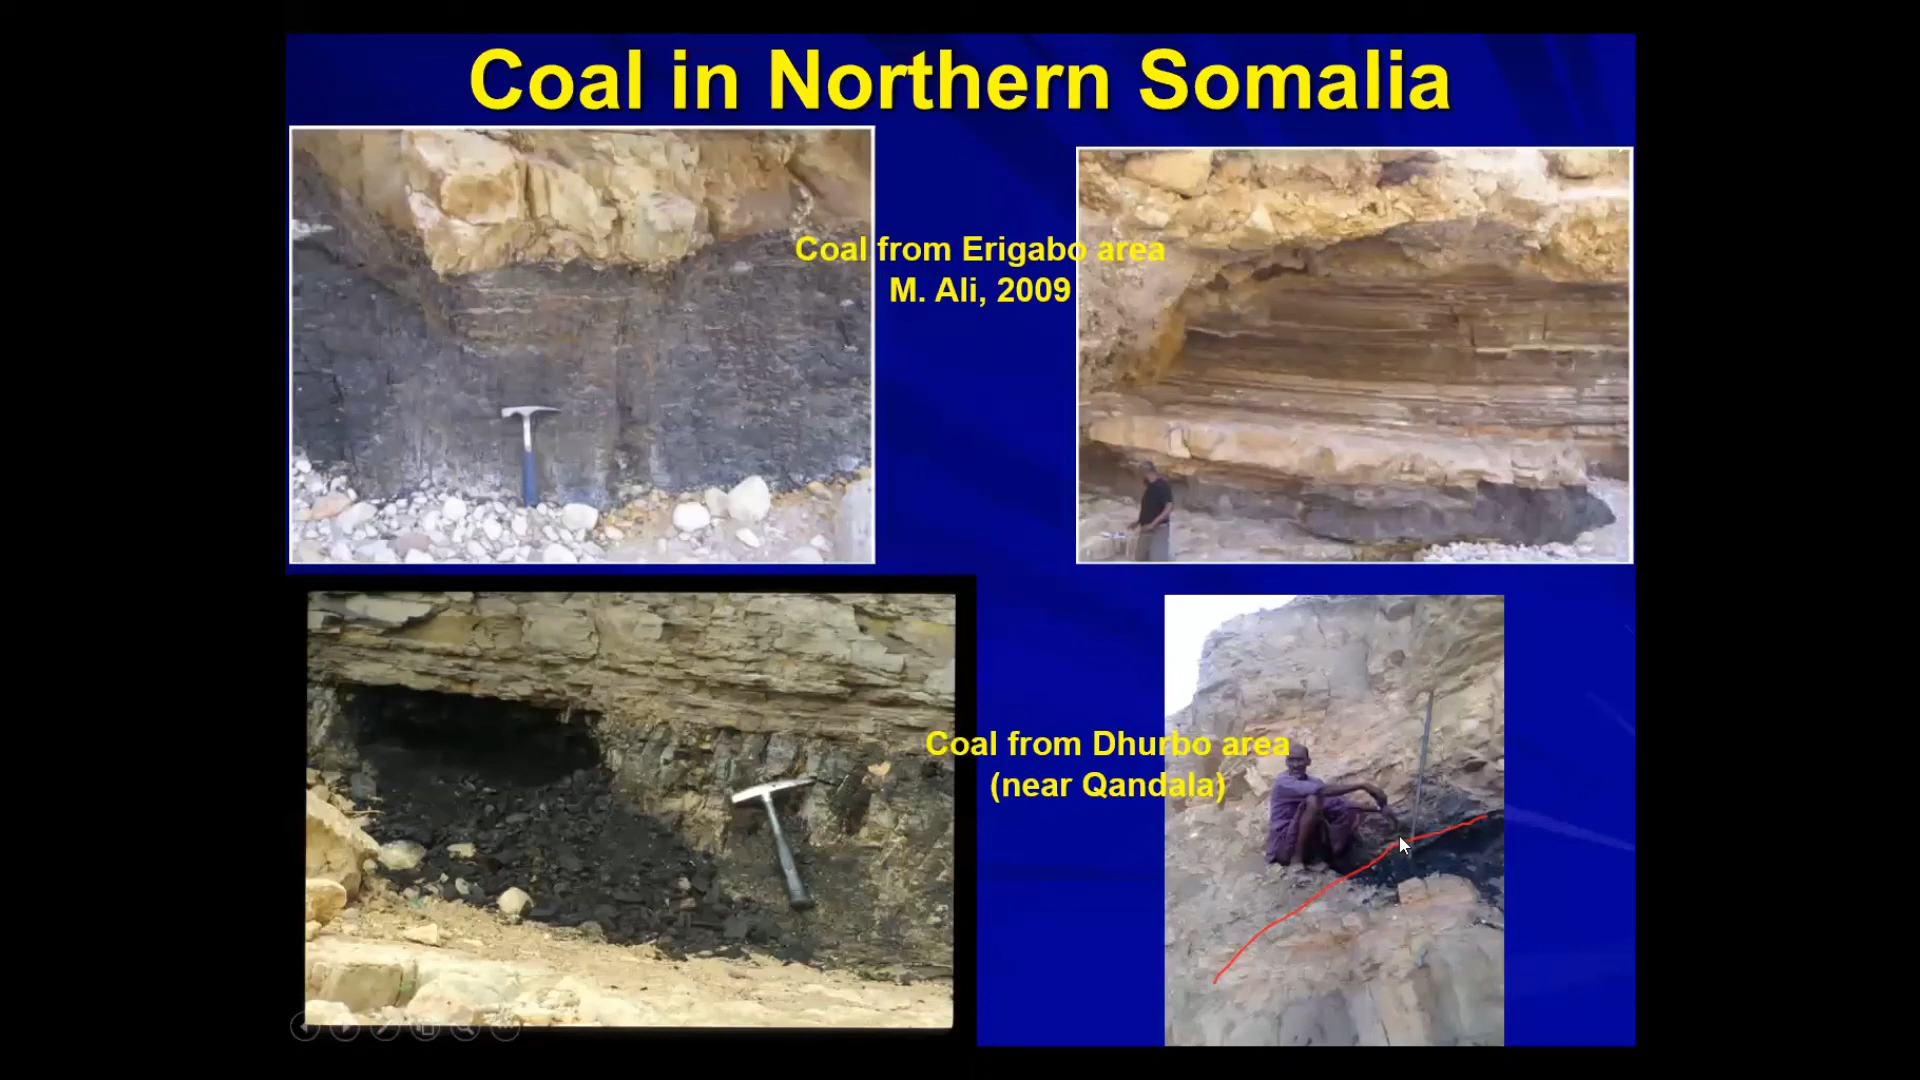 Coal in Northern Somalia
Coal from Erigabo area
M. Ali, 2009
Coal from Dhurbo area
(near Qandala)